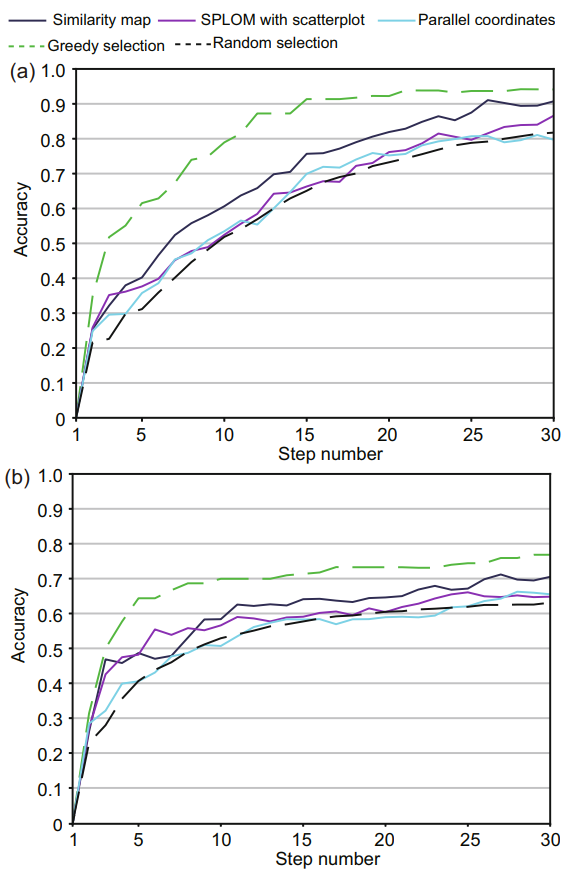 Similarity map SPLOM with scatterplot Parallel coordinates
Greedy selection Random selection
(a)
1.0
0.9
0.8
0.7
0.6
0.5
0.4
0.3
0.2
0.1
0
Accuracy
1 5 10 15 20 25 30
Step number
(b)
1.0
0.9
0.8
0.7
0.6
0.5
0.4
0.3
0.2
0.1
0
Accuracy
1 5 10 15 20 25 30
Step number